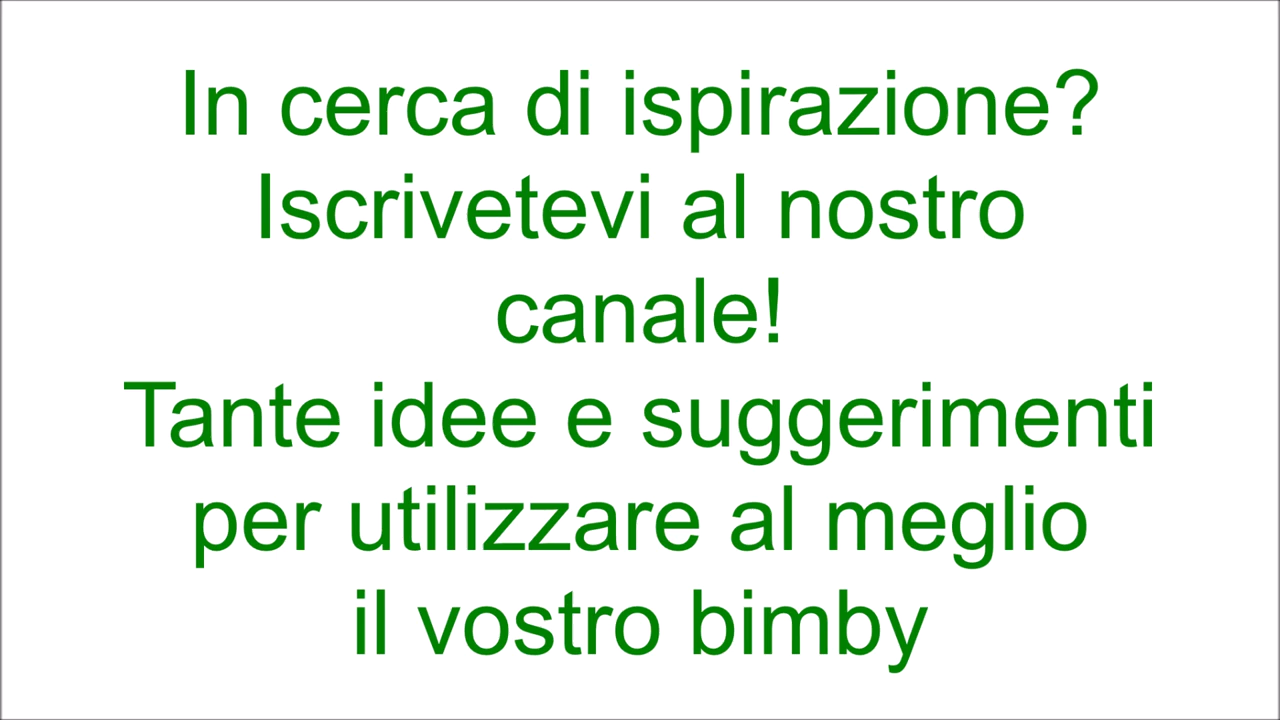 In cerca di ispirazione?
Iscrivetevi al nostro
canale!
Tante idee e suggerimenti
per utilizzare al meglio
il vostro bimby